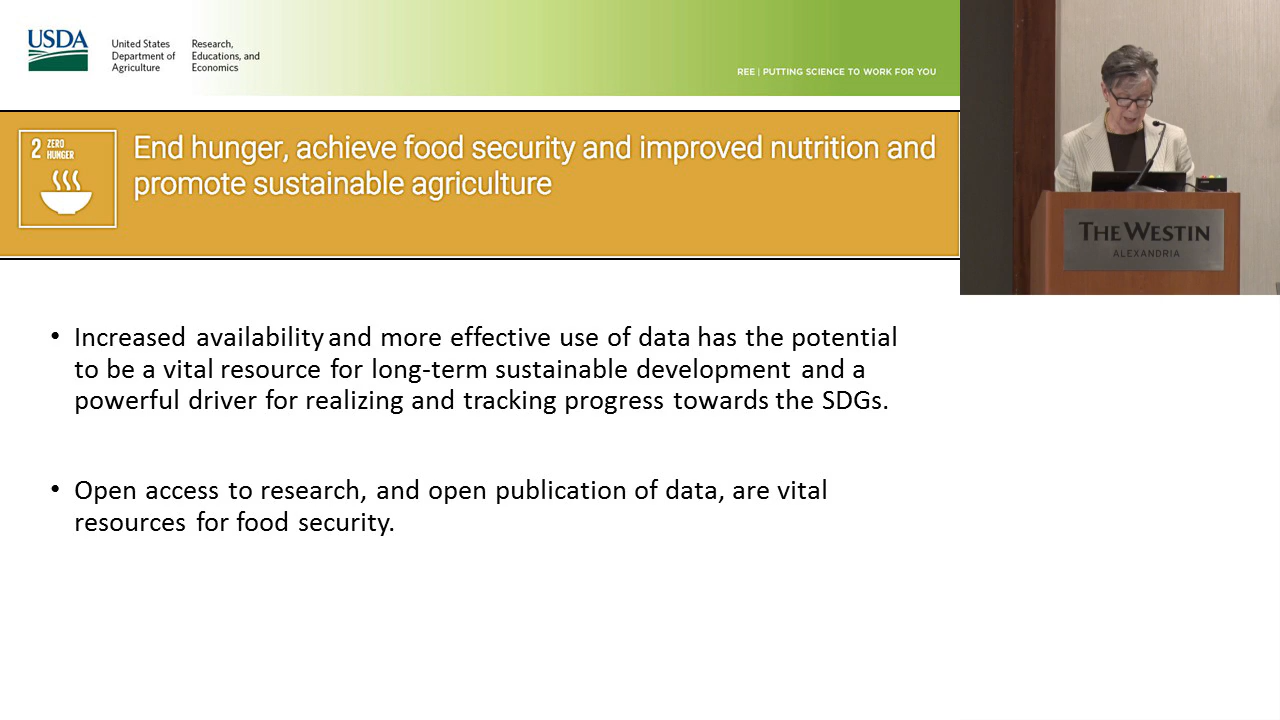 USDA
United States
Department of
Agriculture
Research,
Educations, and
Economics
REE | PUTTING SCIENCE TO WORK FOR YOU
2 ZERO
HUNGER
End hunger, achieve food security and improved nutrition and
promote sustainable agriculture
• Increased availability and more effective use of data has the potential
to be a vital resource for long-term sustainable development and a
powerful driver for realizing and tracking progress towards the SDGs.
• Open access to research, and open publication of data, are vital
resources for food security.
THE WESTIN
ALEXANDRIA